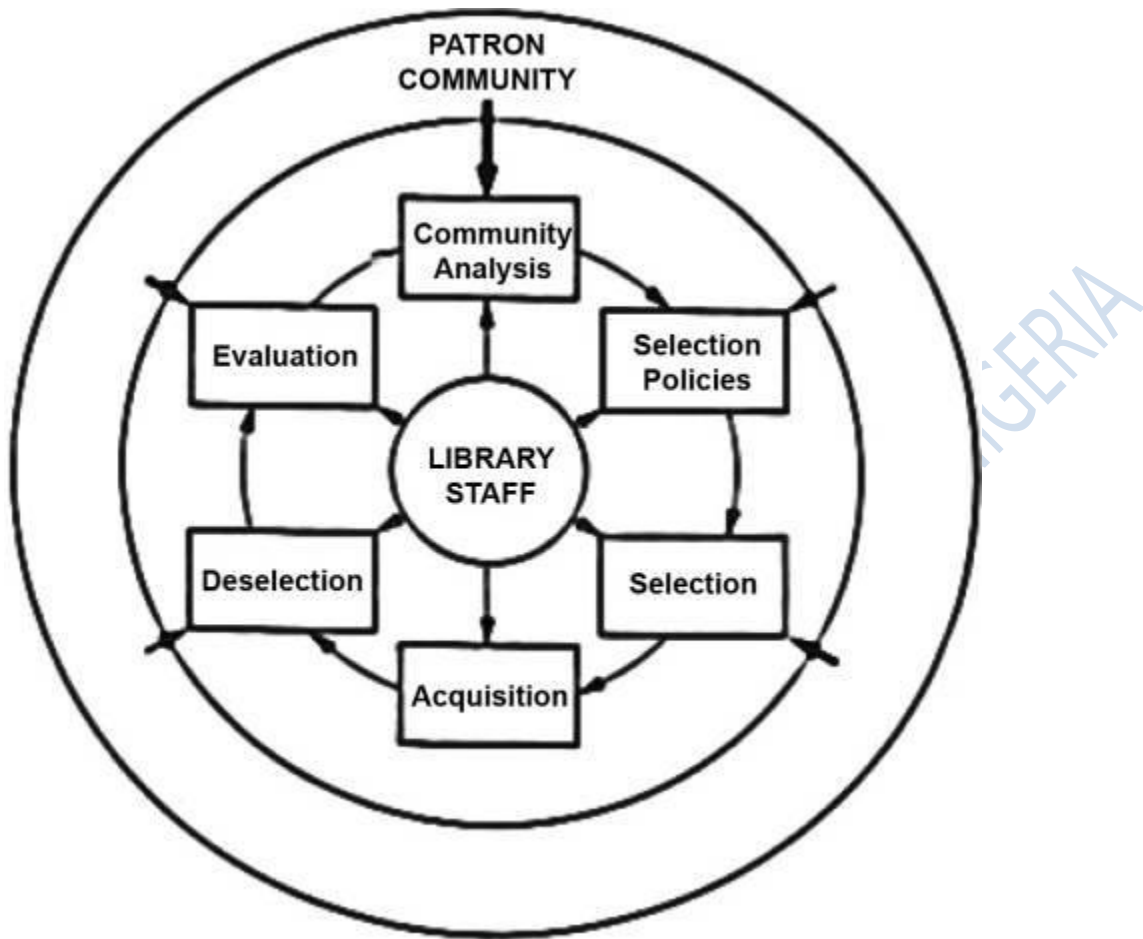 PATRON
COMMUNITY
Community
Analysis
Selection
Policies
Evaluation
LIBRARY
STAFF
Selection
Deselection
Acquisition